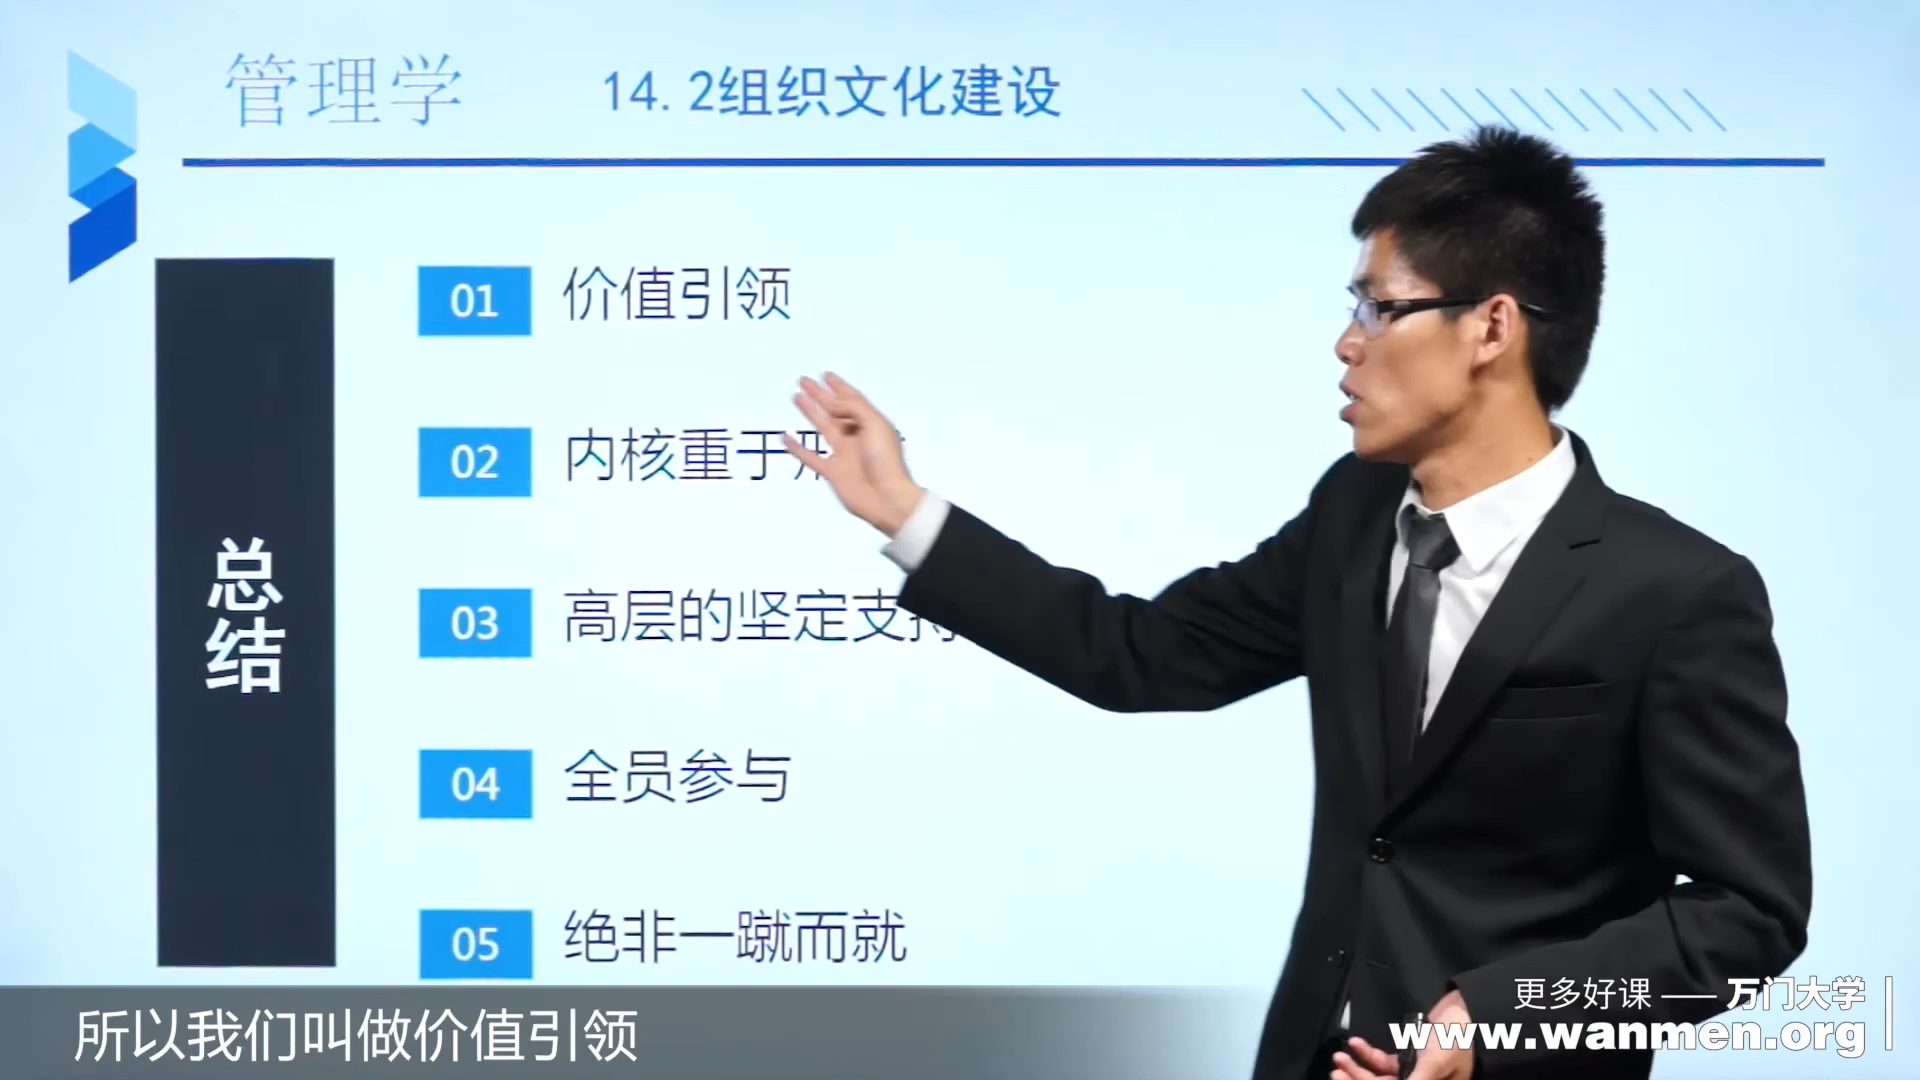 管理学
14.2组织文化建设
总结
01 价值引领
02 内核重于
03 高层的坚定支持
04 全员参与
05 绝非一蹴而就
所以我们叫做价值引领
更多好课 —— 万门大学
www.wanmen.org